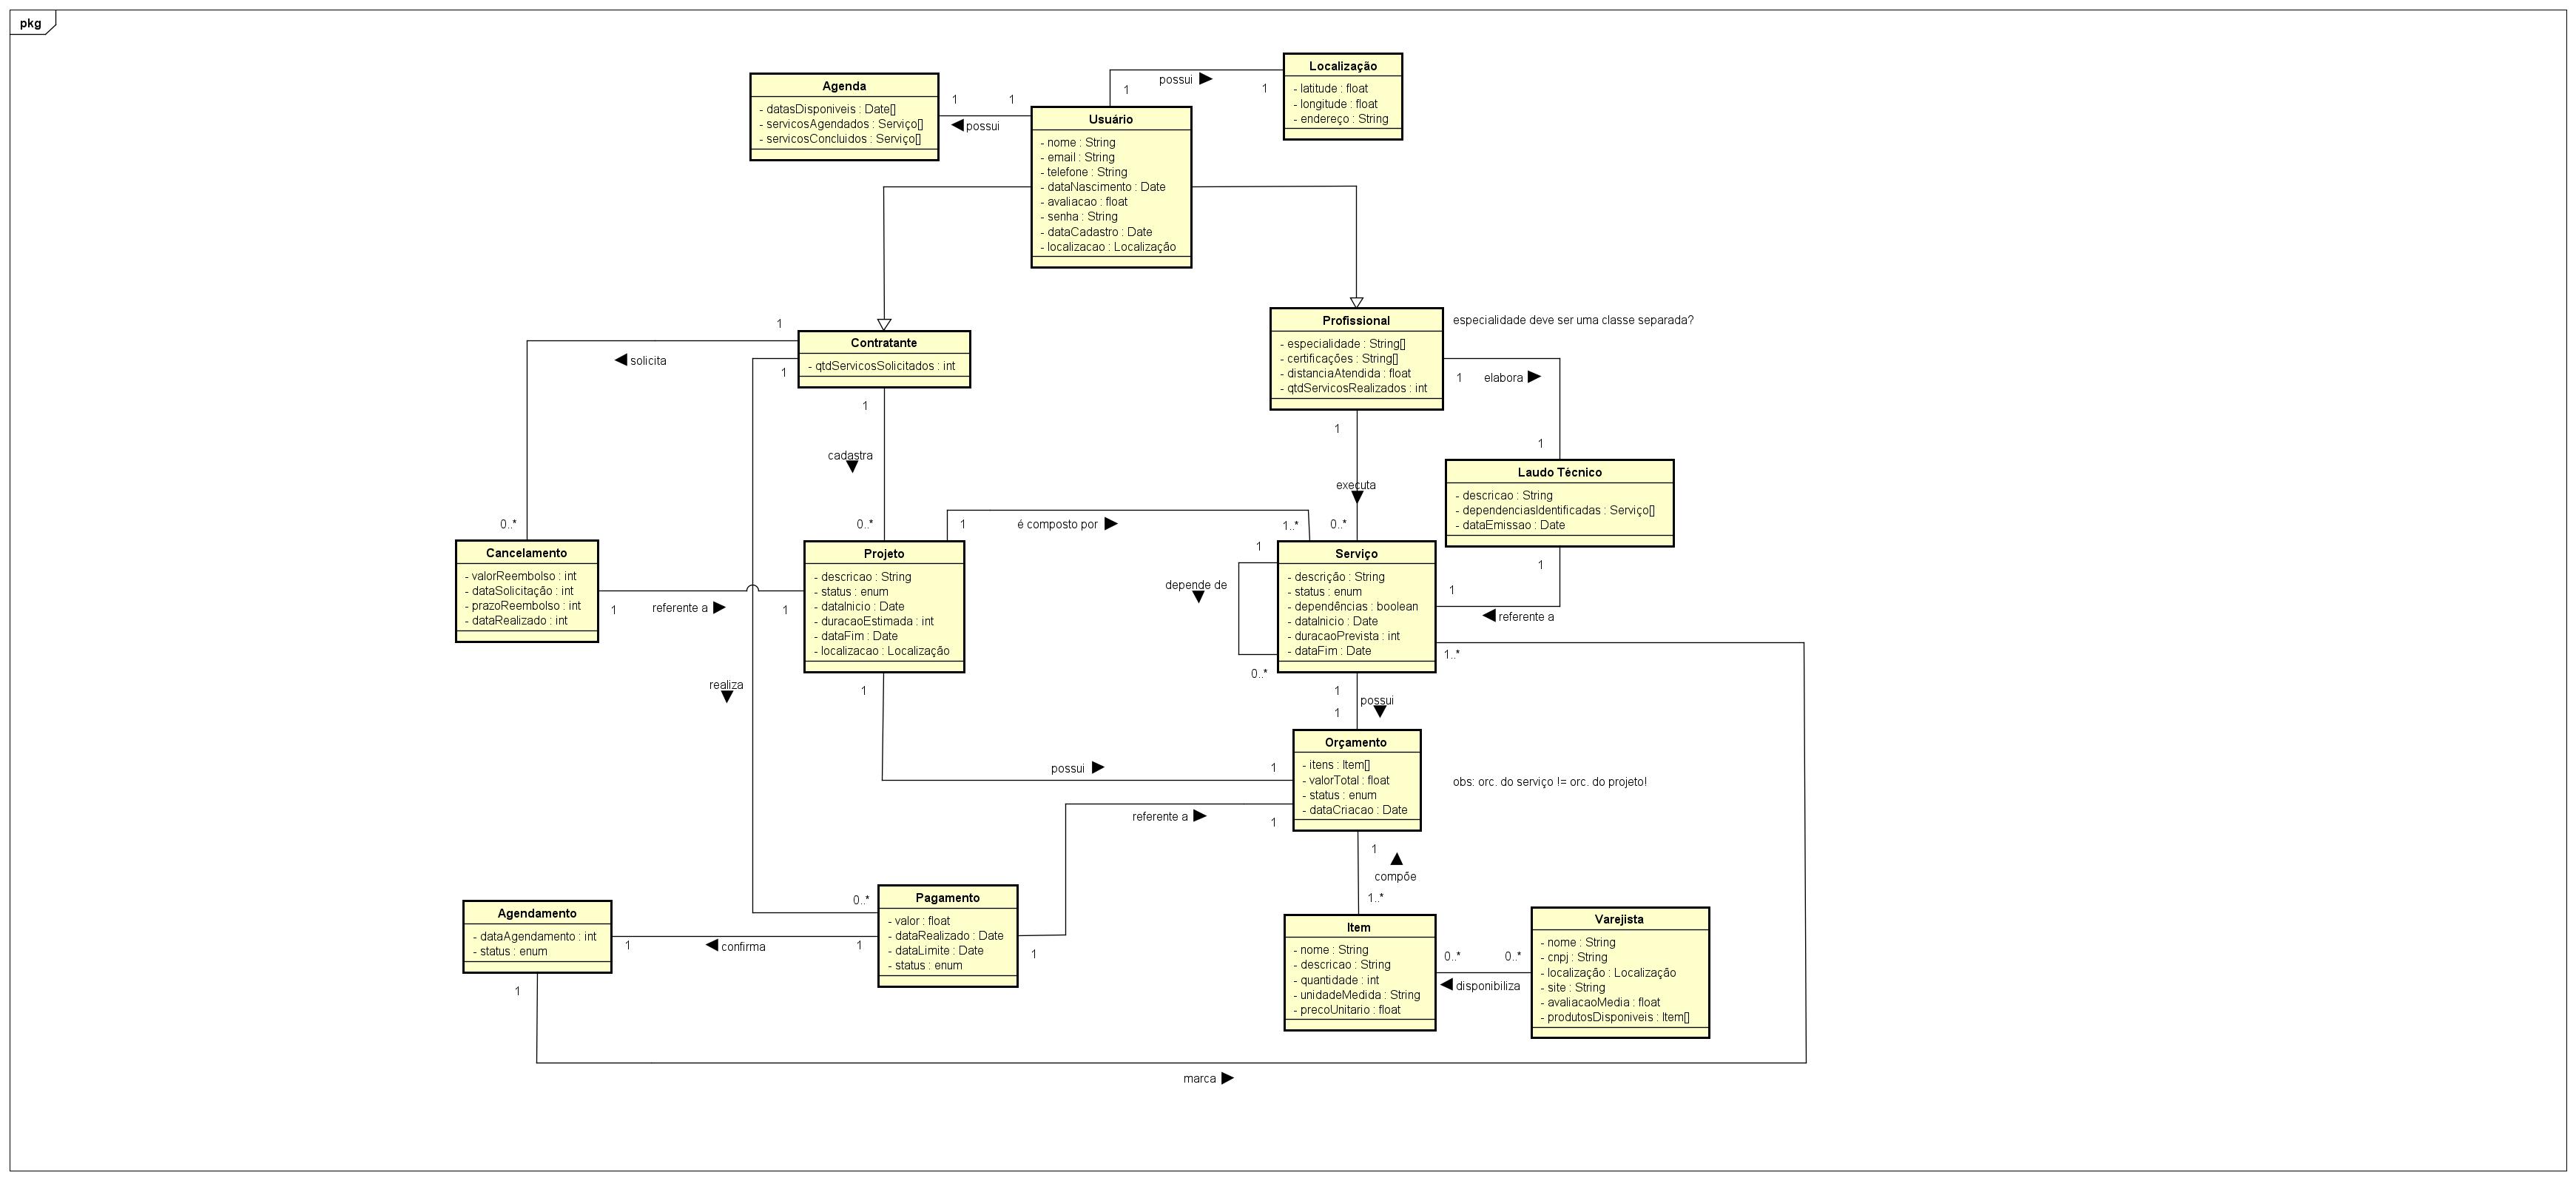 pkg
Agenda
- datasDisponiveis : Date[]
- servicosAgendados : Serviço[]
- servicosConcluidos : Serviço[]
1
1
possui
possui
1
1
Localização
- latitude : float
- longitude : float
- endereço : String
Usuário
- nome : String
- email : String
- telefone : String
- dataNascimento : Date
- avaliacao : float
- senha : String
- dataCadastro : Date
- localizacao : Localização
1
solicita
Contratante
- qtdServicosSolicitados : int
1
1
cadastra
0..*
0..*
Profissional
- especialidade : String[]
- certificações : String[]
- distanciaAtendida : float
- qtdServicosRealizados : int
especialidade deve ser uma classe separada?
1
elabora
1
1
executa
0..*
Laudo Técnico
- descricao : String
- dependenciasIdentificadas : Serviço[]
- dataEmissao : Date
1
1
referente a
1
é composto por
1..*
Cancelamento
- valorReembolso : int
- dataSolicitação : int
- prazoReembolso : int
- dataRealizado : int
1
referente a
1
Projeto
- descricao : String
- status : enum
- dataInicio : Date
- duracaoEstimada : int
- dataFim : Date
- localizacao : Localização
1
depende de
0..*
Serviço
- descrição : String
- status : enum
- dependências : boolean
- dataInicio : Date
- duracaoPrevista : int
- dataFim : Date
1..*
realiza
1
1
possui
1
possui
1
Orçamento
- itens : Item[]
- valorTotal : float
- status : enum
- dataCriacao : Date
obs: orc. do serviço != orc. do projeto!
referente a
1
1
compõe
1..*
0..*
Pagamento
- valor : float
- dataRealizado : Date
- dataLimite : Date
- status : enum
1
1
confirma
1
Agendamento
- dataAgendamento : int
- status : enum
1
Item
- nome : String
- descricao : String
- quantidade : int
- unidadeMedida : String
- precoUnitario : float
0..*
0..*
disponibiliza
Varejista
- nome : String
- cnpj : String
- localização : Localização
- site : String
- avaliacaoMedia : float
- produtosDisponiveis : Item[]
marca